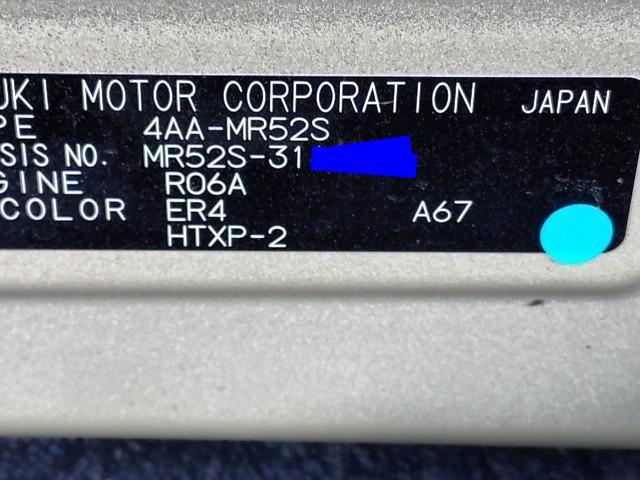 UKI MOTOR CORPORATION JAPAN
PE 4AA-MR52S
SIS NO. MR52S-31
GINE R06A
COLOR ER4 A67
HTXP-2